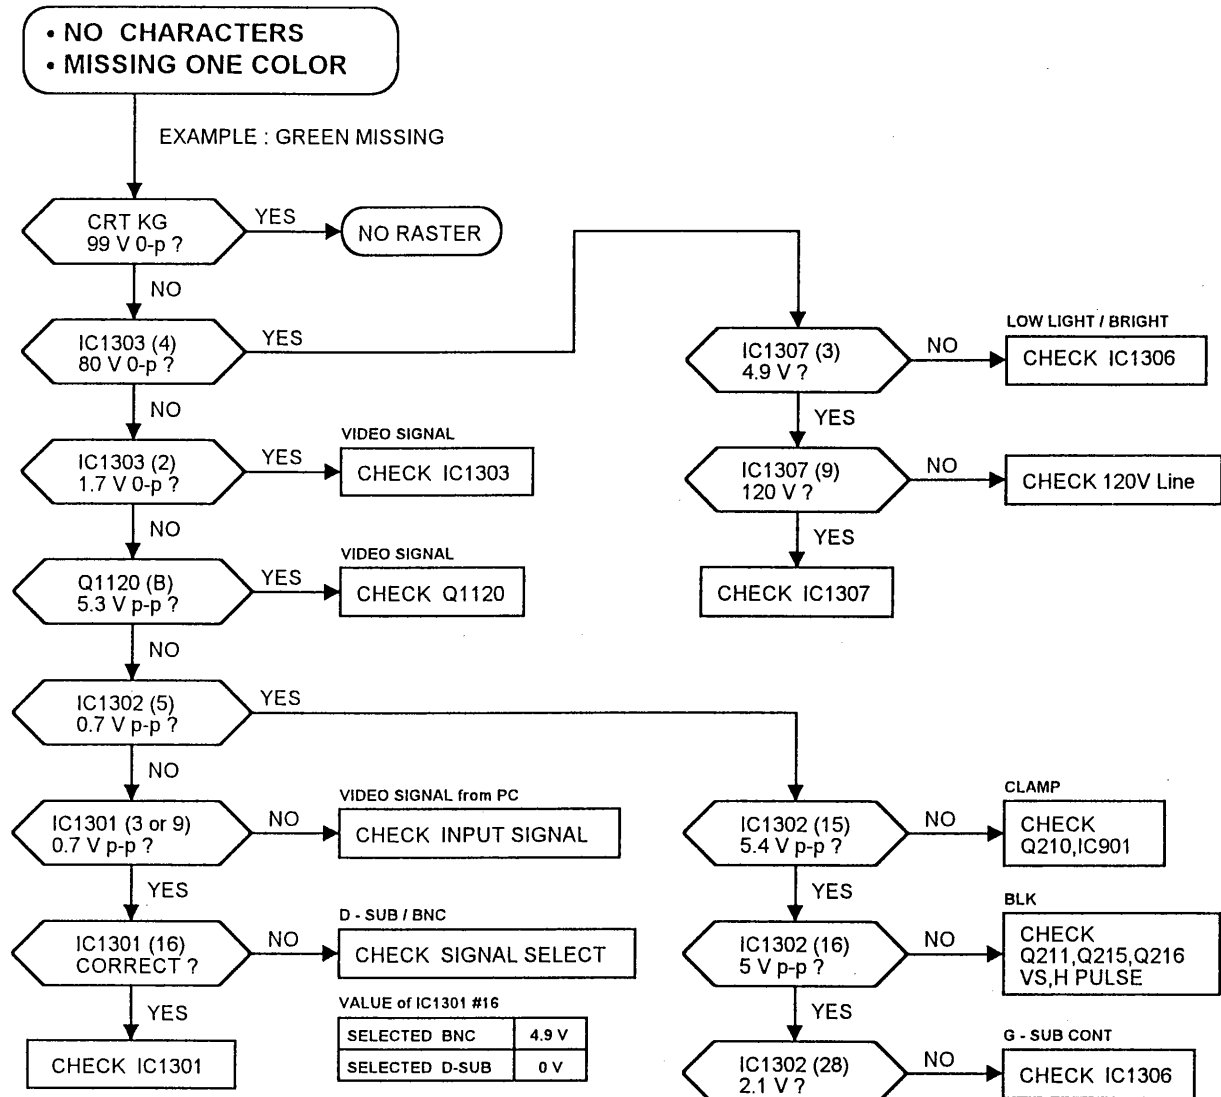 • NO CHARACTERS
• MISSING ONE COLOR
EXAMPLE : GREEN MISSING
CRT KG
99 V 0-p ?
YES
NO RASTER
NO
IC1303 (4)
80 V 0-p ?
YES
NO
IC1303 (2)
1.7 V 0-p ?
YES
VIDEO SIGNAL
CHECK IC1303
NO
Q1120 (B)
5.3 V p-p ?
YES
VIDEO SIGNAL
CHECK Q1120
NO
IC1302 (5)
0.7 V p-p ?
YES
NO
IC1301 (3 or 9)
0.7 V p-p ?
NO
VIDEO SIGNAL from PC
CHECK INPUT SIGNAL
YES
IC1301 (16)
CORRECT ?
NO
D - SUB / BNC
CHECK SIGNAL SELECT
YES
CHECK IC1301
VALUE of IC1301 #16
SELECTED BNC 4.9 V
SELECTED D-SUB 0 V
IC1307 (3)
4.9 V ?
NO
LOW LIGHT / BRIGHT
CHECK IC1306
YES
IC1307 (9)
120 V ?
NO
CHECK 120V Line
YES
CHECK IC1307
IC1302 (15)
5.4 V p-p ?
NO
CLAMP
CHECK
Q210,IC901
YES
IC1302 (16)
5 V p-p ?
NO
BLK
CHECK
Q211,Q215,Q216
VS,H PULSE
YES
IC1302 (28)
2.1 V ?
NO
G - SUB CONT
CHECK IC1306